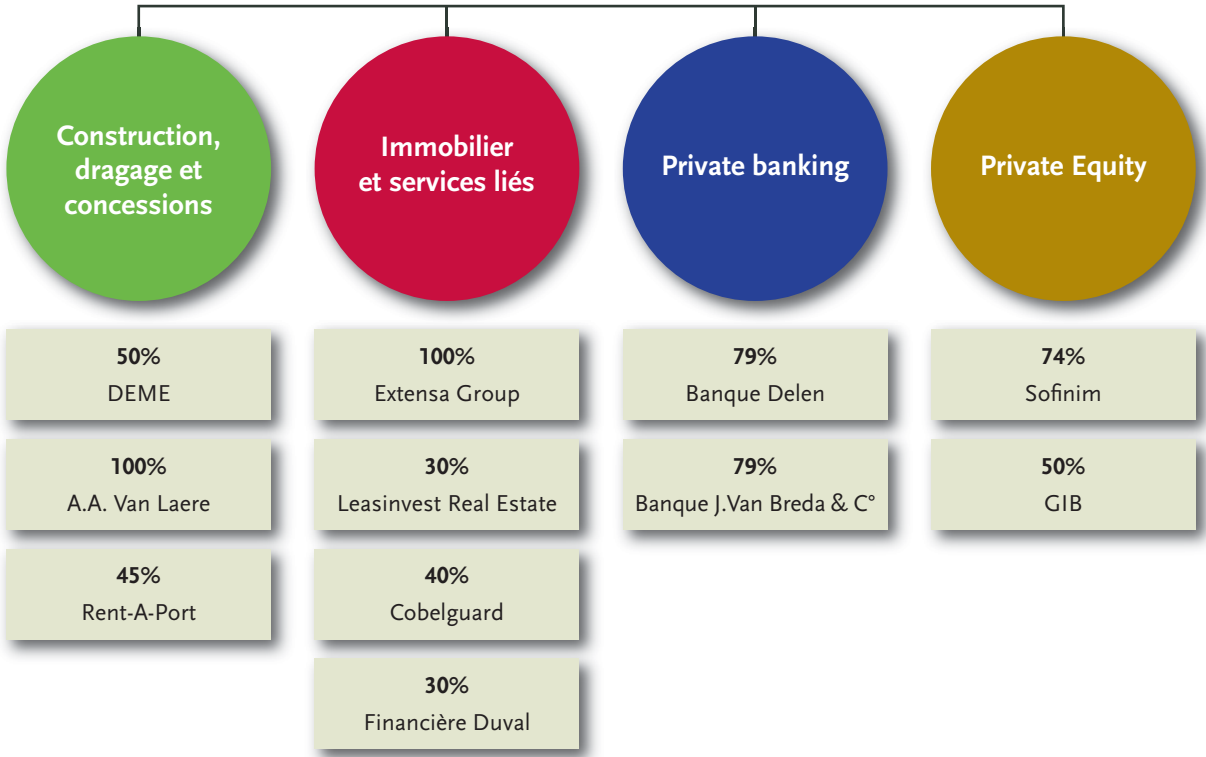 Construction,
dragage et
concessions
Immobilier
et services liés
Private banking
Private Equity
50%
DEME
100%
A.A. Van Laere
45%
Rent-A-Port
100%
Extensa Group
30%
Leasinvest Real Estate
40%
Cobelguard
30%
Financière Duval
79%
Banque Delen
79%
Banque J.Van Breda & C°
74%
Sofinim
50%
GIB